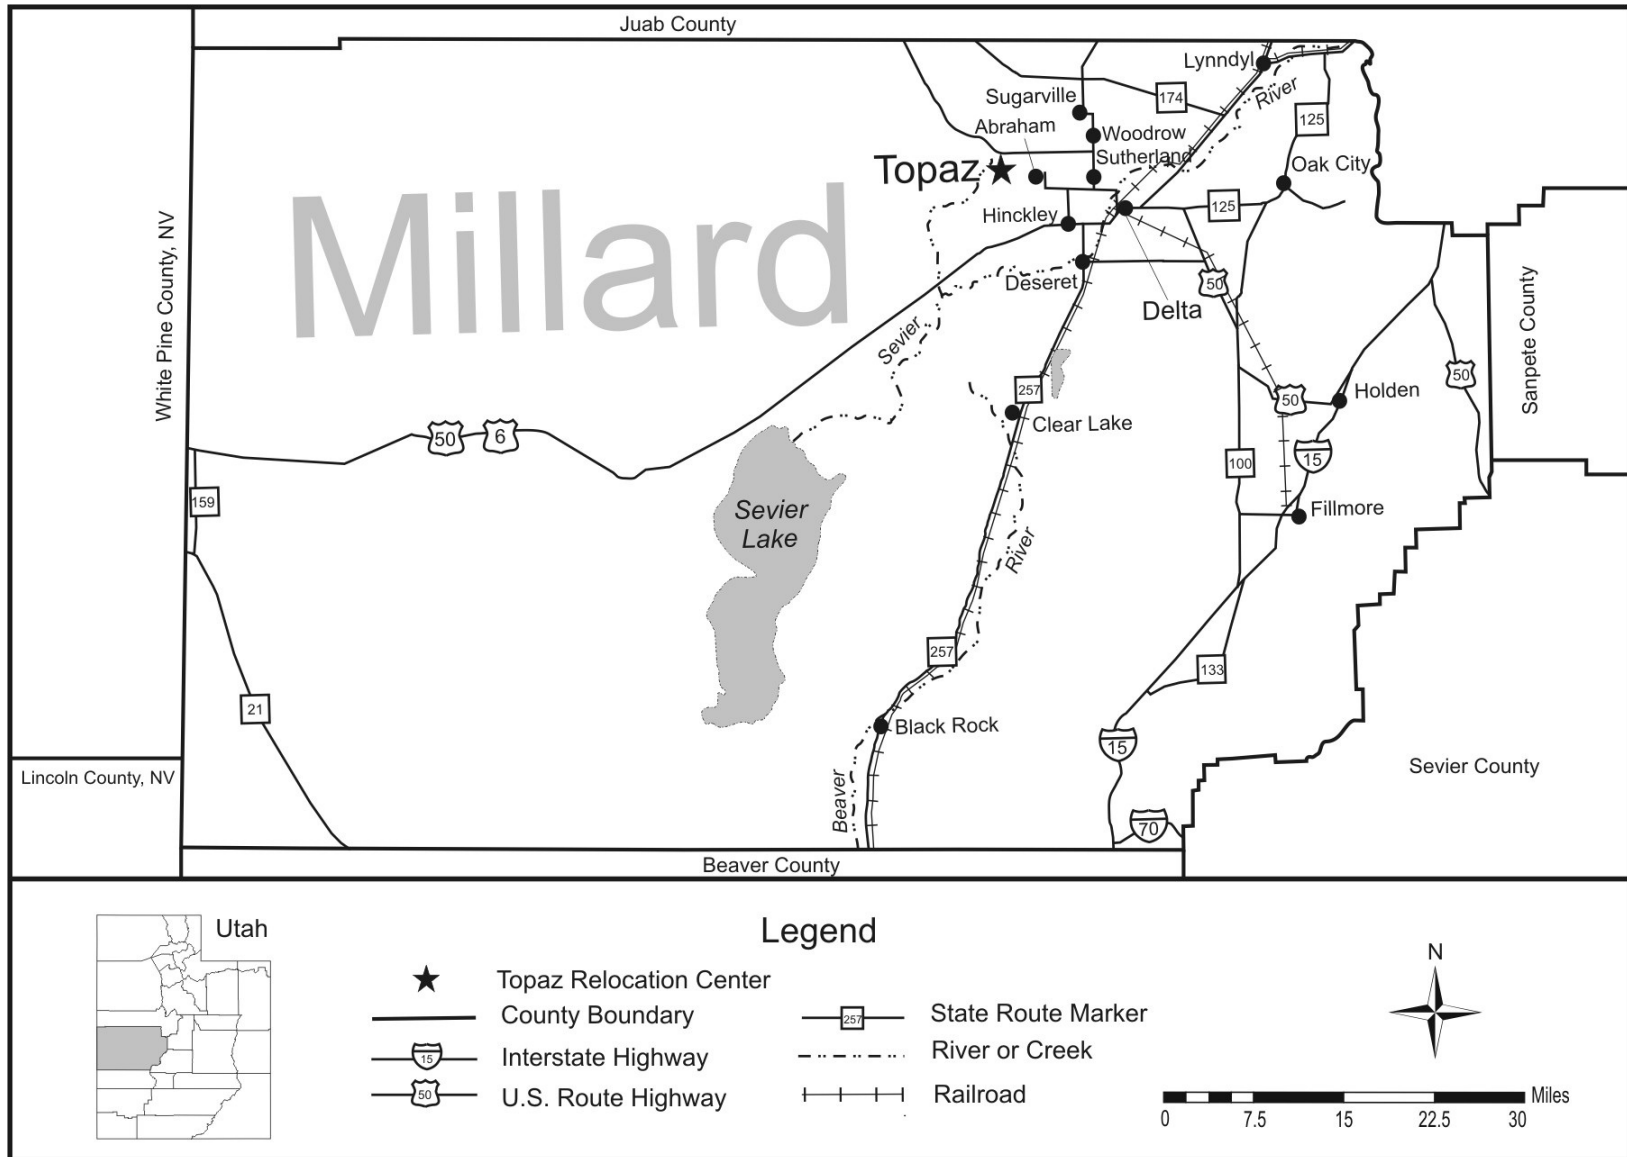 Juab County
Lynndyl
River
174
Sugarville
125
Abraham
Woodrow
Sutherland
Topaz
Oak City
Millard
White Pine County, NV
Hinckley
125
Deseret
50
Delta
Sanpete County
Sevier
257
50
Holden
50
Clear Lake
50
6
100
15
159
Sevier
Lake
Fillmore
River
257
133
21
Black Rock
15
Lincoln County, NV
Sevier County
Beaver
70
Beaver County
Utah
Legend
Topaz Relocation Center
County Boundary
15
Interstate Highway
50
U.S. Route Highway
257
State Route Marker
River or Creek
Railroad
N
Miles
0
7.5
15
22.5
30